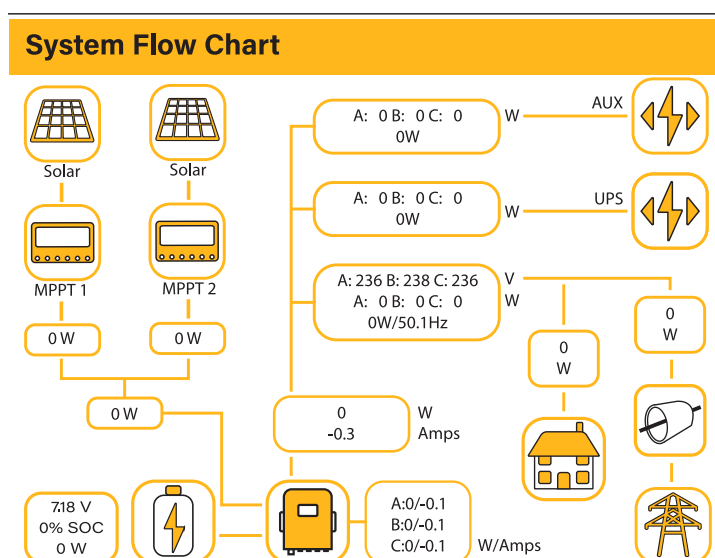 System Flow Chart
Solar
Solar
MPPT 1
MPPT 2
0 W
0 W
0 W
A: 0 B: 0 C: 0
0W
W
AUX
A: 0 B: 0 C: 0
0W
W
UPS
A: 236 B: 238 C: 236
V
A: 0 B: 0 C: 0
W
0W/50.1Hz
0
W
0
W
0
W
-0.3
Amps
7.18 V
0% SOC
0 W
A:0/-0.1
B:0/-0.1
C:0/-0.1
W/Amps